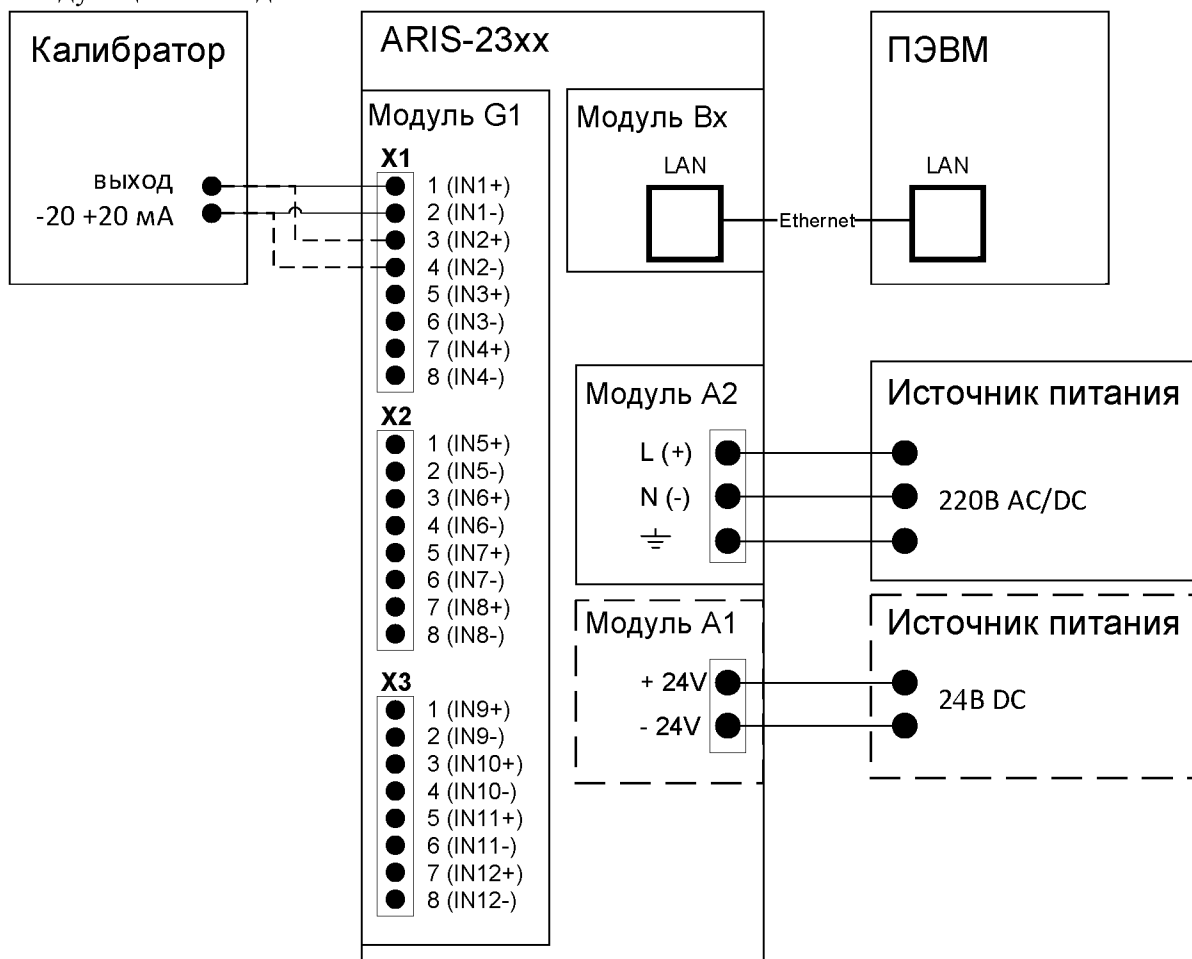 Калибратор
выход
-20 +20 мА
ARIS-23xx
Модуль G1
X1
1 (IN1+)
2 (IN1-)
3 (IN2+)
4 (IN2-)
5 (IN3+)
6 (IN3-)
7 (IN4+)
8 (IN4-)
X2
1 (IN5+)
2 (IN5-)
3 (IN6+)
4 (IN6-)
5 (IN7+)
6 (IN7-)
7 (IN8+)
8 (IN8-)
X3
1 (IN9+)
2 (IN9-)
3 (IN10+)
4 (IN10-)
5 (IN11+)
6 (IN11-)
7 (IN12+)
8 (IN12-)
Модуль Bx
LAN
Ethernet
ПЭВМ
LAN
Модуль A2
L (+)
N (-)
Источник питания
220В AC/DC
Модуль A1
+ 24V
- 24V
Источник питания
24В DC